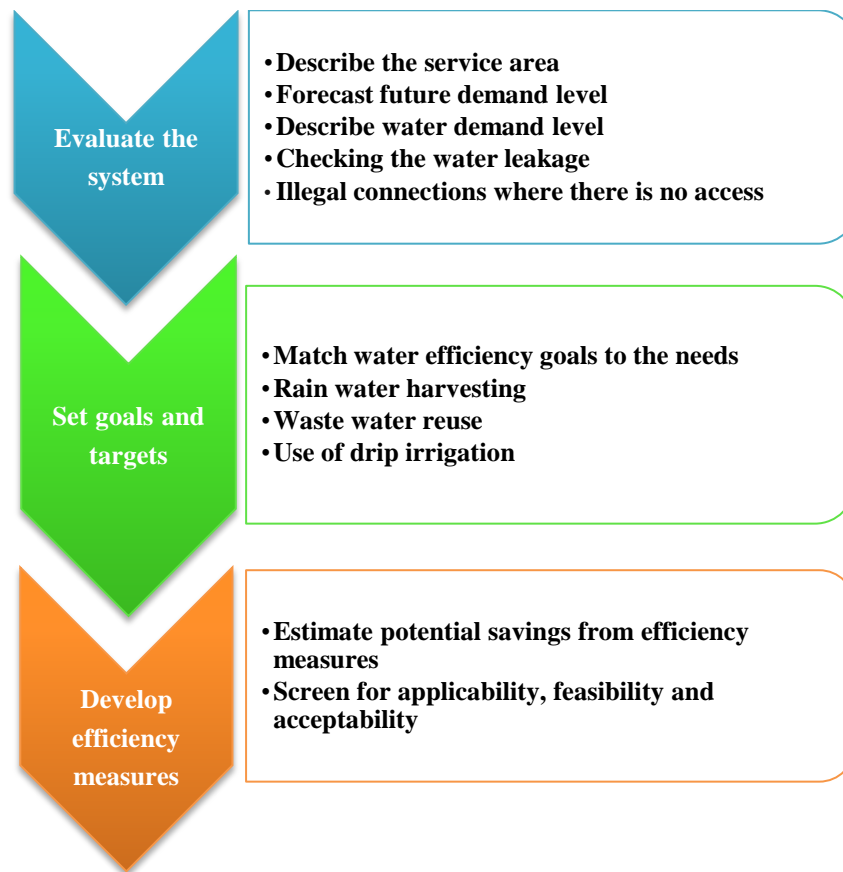 Evaluate the
system
• Describe the service area
• Forecast future demand level
• Describe water demand level
• Checking the water leakage
• Illegal connections where there is no access
Set goals and
targets
• Match water efficiency goals to the needs
• Rain water harvesting
• Waste water reuse
• Use of drip irrigation
Develop
efficiency
measures
• Estimate potential savings from efficiency
measures
• Screen for applicability, feasibility and
acceptability